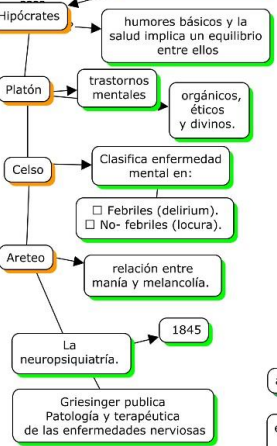 Hipócrates
humores básicos y la
salud implica un equilibrio
entre ellos
Platón
trastornos
mentales
orgánicos,
éticos
y divinos.
Celso
Clasifica enfermedad
mental en:
☐ Febriles (delirium).
☐ No- febriles (locura).
Areteo
relación entre
manía y melancolía.
1845
La
neuropsiquiatría.
Griesinger publica
Patología y terapéutica
de las enfermedades nerviosas